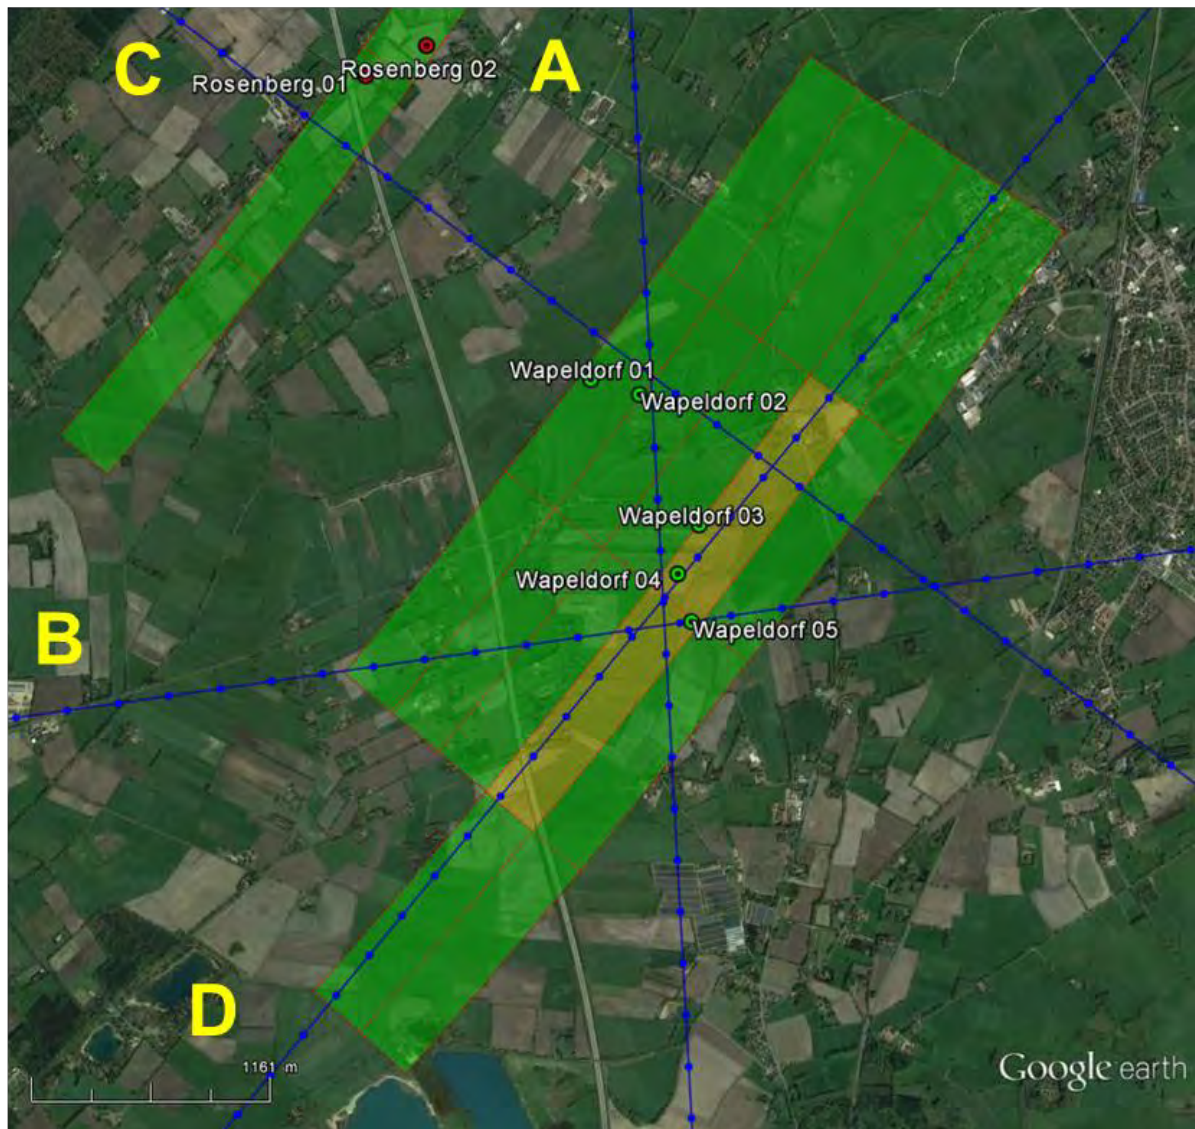 C
A
Rosenberg 02
Rosenberg 01
Wapeldorf 01
Wapeldorf 02
Wapeldorf 03
Wapeldorf 04
Wapeldorf 05
B
D
1161 m
Google earth